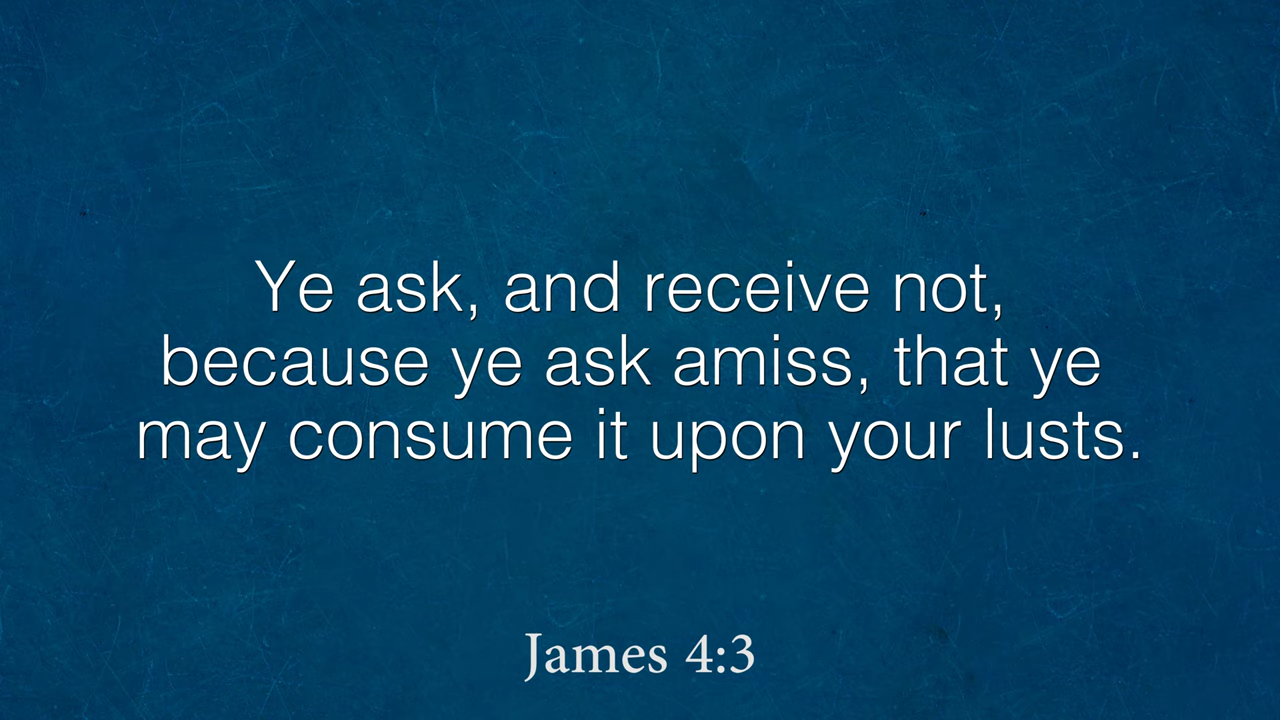 Ye ask, and receive not,
because ye ask amiss, that ye
may consume it upon your lusts.
James 4:3